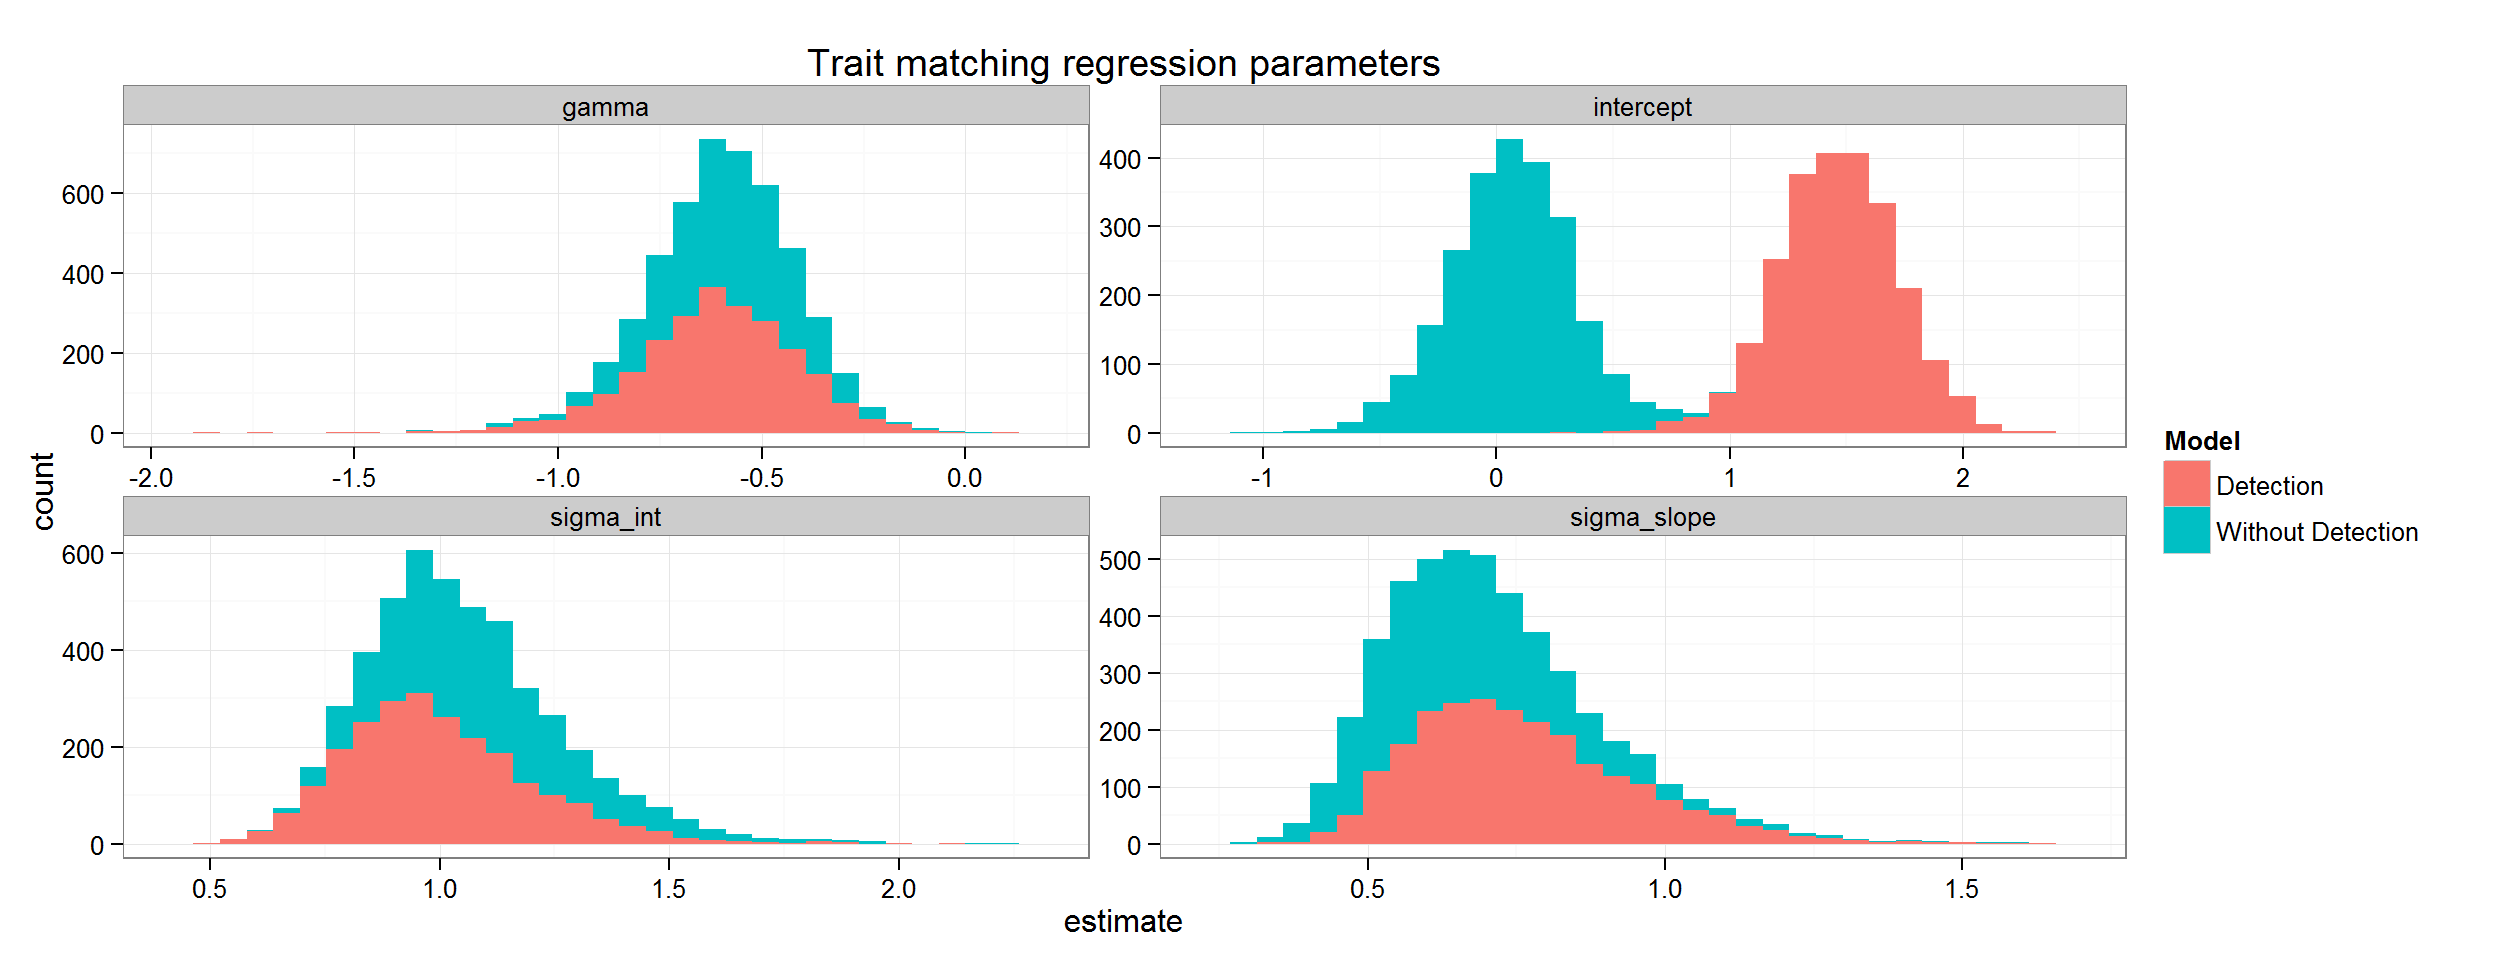 Trait matching regression parameters
gamma
intercept
600
400
200
0
400
300
200
100
0
-2.0 -1.5 -1.0 -0.5 0.0
-1 0 1 2
sigma_int
sigma_slope
600
400
200
0
500
400
300
200
100
0
0.5 1.0 1.5 2.0
0.5 1.0 1.5
count
estimate
Model
Detection
Without Detection